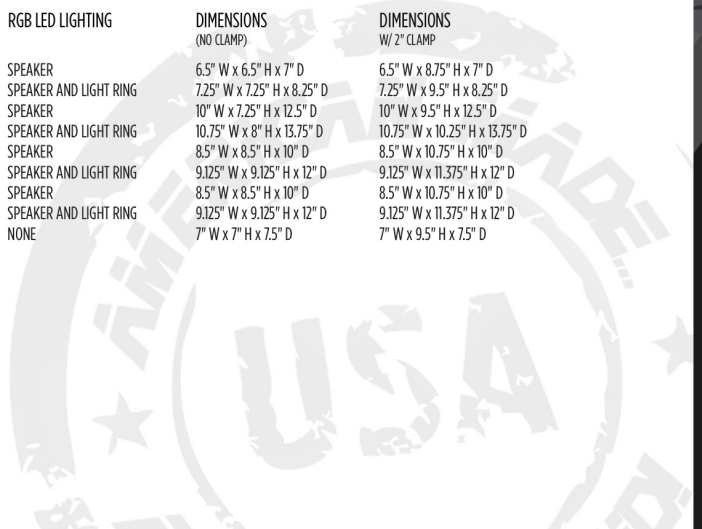 RGB LED LIGHTING DIMENSIONS DIMENSIONS
(NO CLAMP) W/ 2" CLAMP
SPEAKER 6.5" W x 6.5" H x 7" D 6.5" W x 8.75" H x 7" D
SPEAKER AND LIGHT RING 7.25" W x 7.25" H x 8.25" D 7.25" W x 9.5" H x 8.25" D
SPEAKER 10" W x 7.25" H x 12.5" D 10" W x 9.5" H x 12.5" D
SPEAKER AND LIGHT RING 10.75" W x 8" H x 13.75" D 10.75" W x 10.25" H x 13.75" D
SPEAKER 8.5" W x 8.5" H x 10" D 8.5" W x 10.75" H x 10" D
SPEAKER AND LIGHT RING 9.125" W x 9.125" H x 12" D 9.125" W x 11.375" H x 12" D
SPEAKER 8.5" W x 8.5" H x 10" D 8.5" W x 10.75" H x 10" D
SPEAKER AND LIGHT RING 9.125" W x 9.125" H x 12" D 9.125" W x 11.375" H x 12" D
NONE 7" W x 7" H x 7.5" D 7" W x 9.5" H x 7.5" D
USA